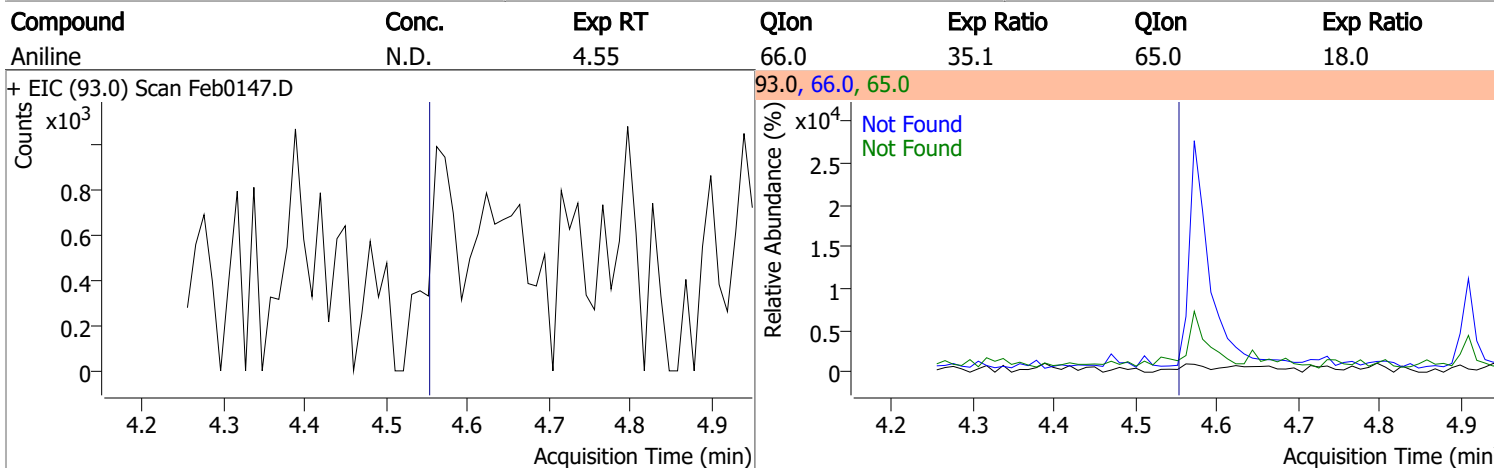 Compound Conc. Exp RT QIon Exp Ratio QIon Exp Ratio
Aniline N.D. 4.55 66.0 35.1 65.0 18.0
+ EIC (93.0) Scan Feb0147.D
Counts
x10³
0.8
0.6
0.4
0.2
0
4.2 4.3 4.4 4.5 4.6 4.7 4.8 4.9
Acquisition Time (min)
93.0, 66.0, 65.0
Relative Abundance (%)
x10⁴
Not Found
Not Found
2.5
2
1.5
1
0.5
0
4.2 4.3 4.4 4.5 4.6 4.7 4.8 4.9
Acquisition Time (min